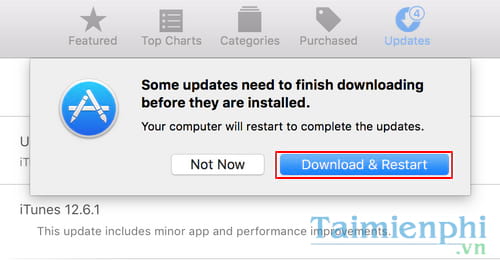 4
Featured Top Charts Categories Purchased Updates
Some updates need to finish downloading
before they are installed.
Your computer will restart to complete the updates.
Not Now Download & Restart
U
iT
iTunes 12.6.1
This update includes minor app and performance improvements.
Taimienphi
.vn